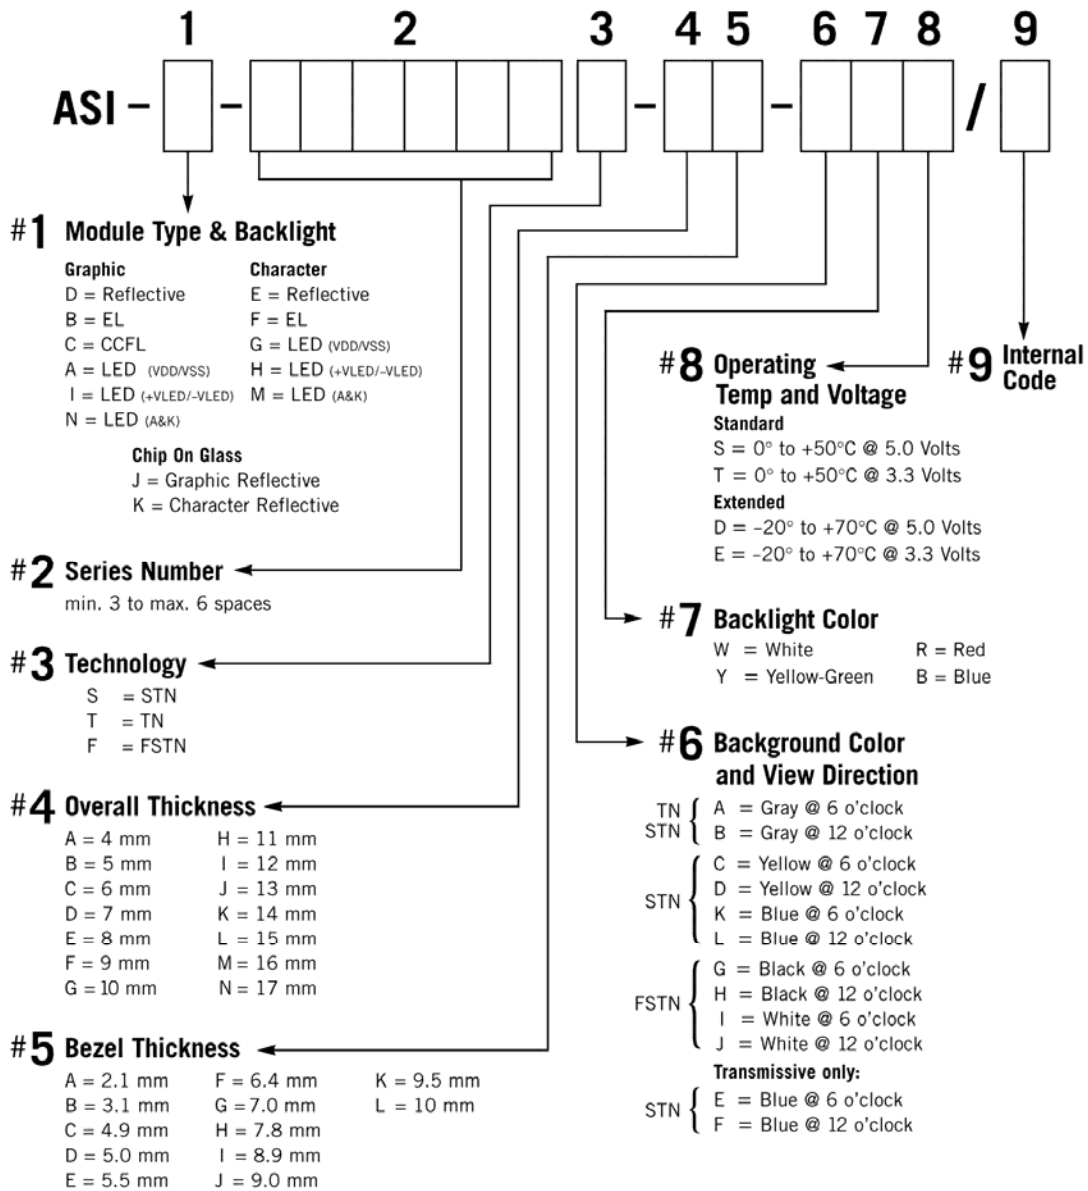 1 2 3 4 5 6 7 8 9
ASI – – – – /
#1 Module Type & Backlight
Graphic
D = Reflective
B = EL
C = CCFL
A = LED (VDD/VSS)
I = LED (+VLED/–VLED)
N = LED (A&K)
Character
E = Reflective
F = EL
G = LED (VDD/VSS)
H = LED (+VLED/–VLED)
M = LED (A&K)
Chip On Glass
J = Graphic Reflective
K = Character Reflective
#2 Series Number
min. 3 to max. 6 spaces
#3 Technology
S = STN
T = TN
F = FSTN
#4 Overall Thickness
A = 4 mm
B = 5 mm
C = 6 mm
D = 7 mm
E = 8 mm
F = 9 mm
G = 10 mm
H = 11 mm
I = 12 mm
J = 13 mm
K = 14 mm
L = 15 mm
M = 16 mm
N = 17 mm
#5 Bezel Thickness
A = 2.1 mm
B = 3.1 mm
C = 4.9 mm
D = 5.0 mm
E = 5.5 mm
F = 6.4 mm
G = 7.0 mm
H = 7.8 mm
I = 8.9 mm
J = 9.0 mm
K = 9.5 mm
L = 10 mm
#8 Operating
Temp and Voltage
Standard
S = 0° to +50°C @ 5.0 Volts
T = 0° to +50°C @ 3.3 Volts
Extended
D = –20° to +70°C @ 5.0 Volts
E = –20° to +70°C @ 3.3 Volts
#9 Internal
Code
#7 Backlight Color
W = White
Y = Yellow-Green
R = Red
B = Blue
#6 Background Color
and View Direction
TN
STN
A = Gray @ 6 o'clock
B = Gray @ 12 o'clock
STN
C = Yellow @ 6 o'clock
D = Yellow @ 12 o'clock
K = Blue @ 6 o'clock
L = Blue @ 12 o'clock
FSTN
G = Black @ 6 o'clock
H = Black @ 12 o'clock
I = White @ 6 o'clock
J = White @ 12 o'clock
Transmissive only:
STN
E = Blue @ 6 o'clock
F = Blue @ 12 o'clock